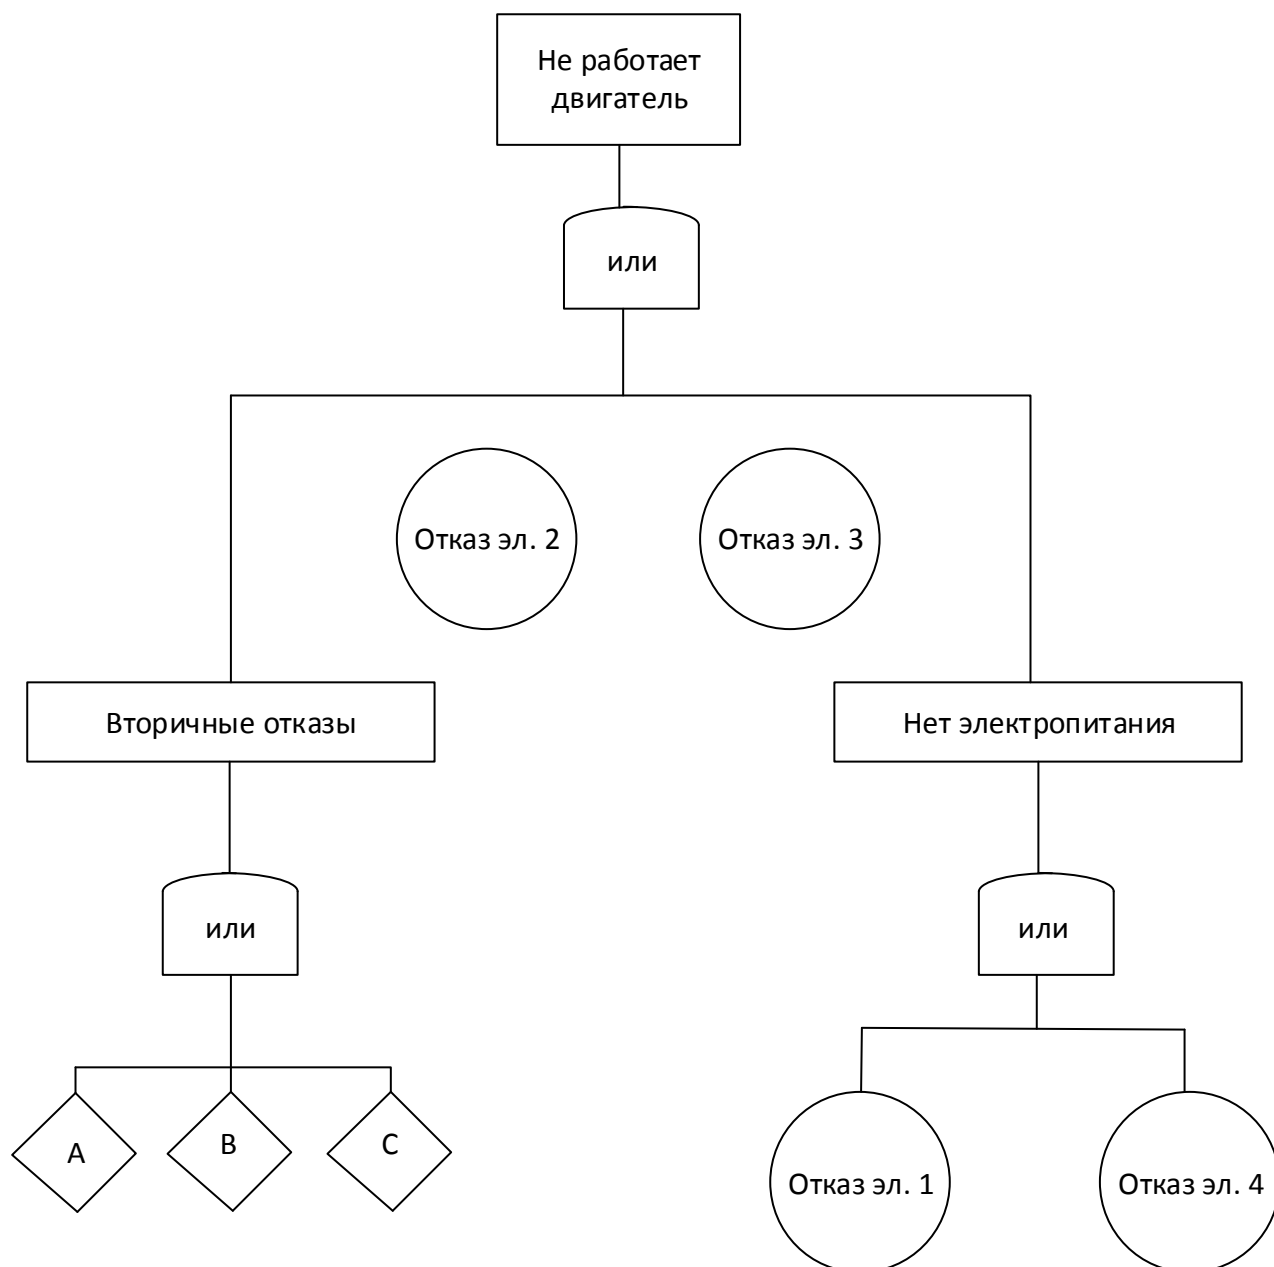 Не работает
двигатель
или
Отказ эл. 2
Отказ эл. 3
Вторичные отказы
Нет электропитания
или
или
A
B
C
Отказ эл. 1
Отказ эл. 4